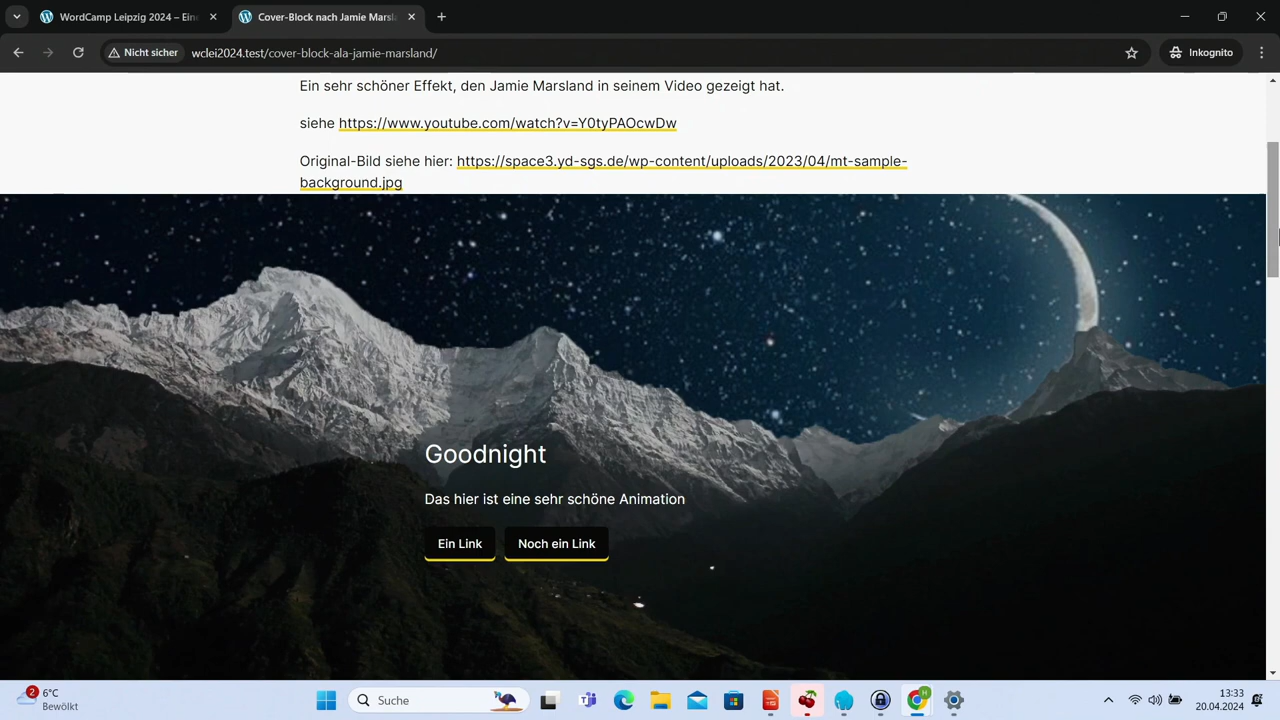 WordCamp Leipzig 2024 – Eine
Cover-Block nach Jamie Marsla
Nicht sicher
wclei2024.test/cover-block-ala-jamie-marsland/
Inkognito
Ein sehr schöner Effekt, den Jamie Marsland in seinem Video gezeigt hat.
siehe https://www.youtube.com/watch?v=Y0tyPAOcwDw
Original-Bild siehe hier: https://space3.yd-sgs.de/wp-content/uploads/2023/04/mt-sample-
background.jpg
Goodnight
Das hier ist eine sehr schöne Animation
Ein Link
Noch ein Link
2
6°C
Bewölkt
Suche
13:33
20.04.2024